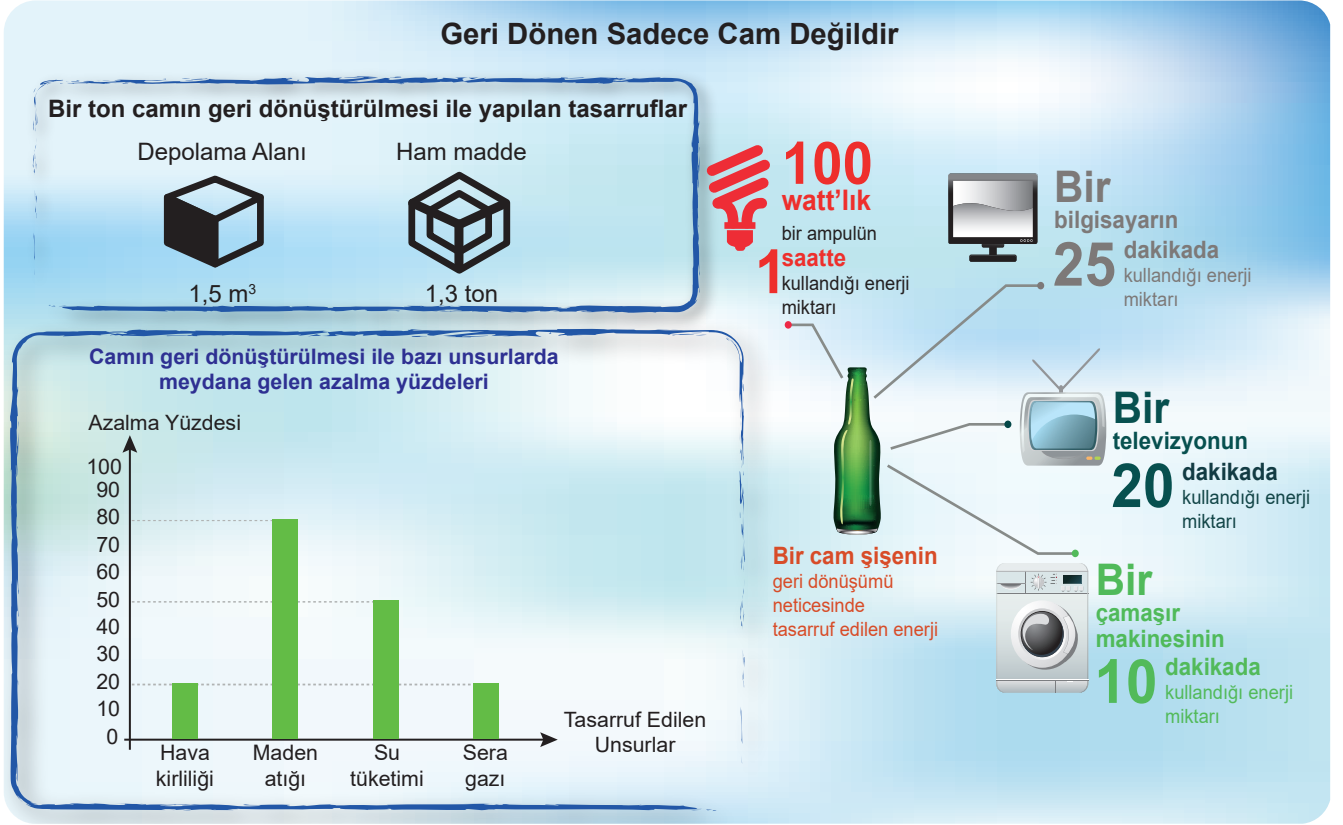 Geri Dönen Sadece Cam Değildir
Bir ton camın geri dönüştürülmesi ile yapılan tasarruflar
Depolama Alanı
1,5 m³
Ham madde
1,3 ton
Camın geri dönüştürülmesi ile bazı unsurlarda
meydana gelen azalma yüzdeleri
Azalma Yüzdesi
100
90
80
70
60
50
40
30
20
10
0
Hava
kirliliği
Maden
atığı
Su
tüketimi
Sera
gazı
Tasarruf Edilen
Unsurlar
100
watt'lık
bir ampulün
1 saatte
kullandığı enerji
miktarı
Bir
bilgisayarın
25 dakikada
kullandığı enerji
miktarı
Bir
televizyonun
20 dakikada
kullandığı enerji
miktarı
Bir
çamaşır
makinesinin
10 dakikada
kullandığı enerji
miktarı
Bir cam şişenin
geri dönüşümü
neticesinde
tasarruf edilen enerji